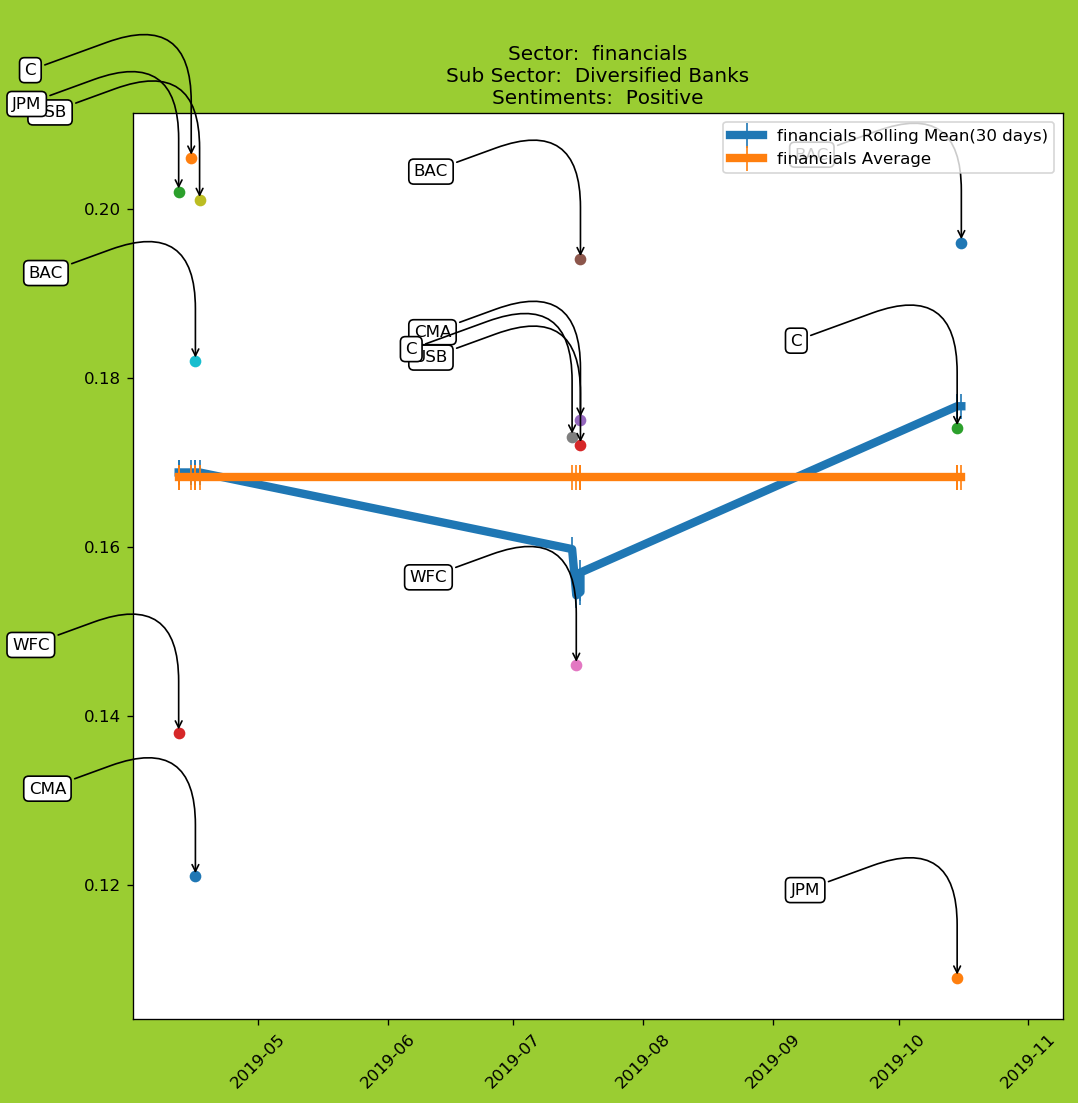 Sector:  financials
Sub Sector:  Diversified Banks
Sentiments:  Positive
C
JPM
USB
BAC
BAC
financials Rolling Mean(30 days)
financials Average
0.20
BAC
CMA
C
USB
C
0.18
0.16
WFC
WFC
0.14
CMA
0.12
JPM
2019-05
2019-06
2019-07
2019-08
2019-09
2019-10
2019-11